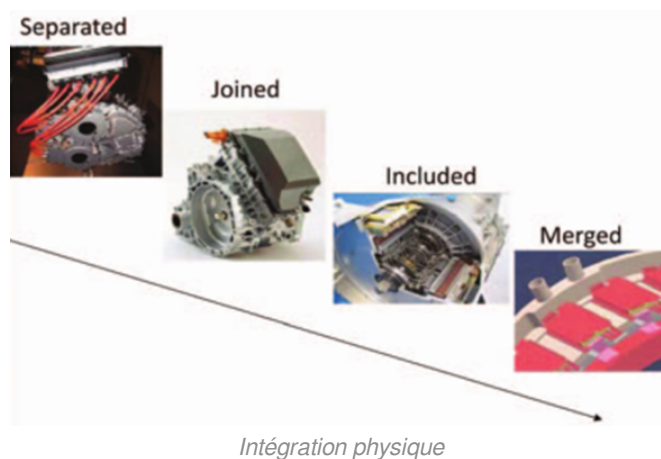 Separated
Joined
Included
Merged
Intégration physique